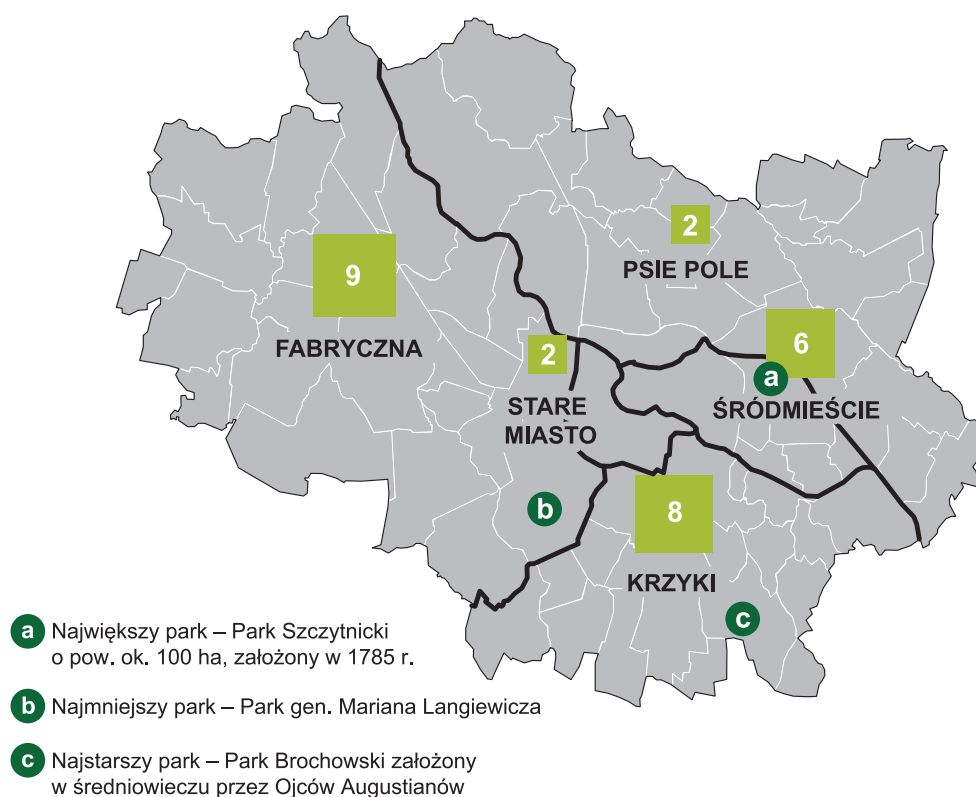 2
PSIE POLE
9
FABRYCZNA
6
a
ŚRÓDMIEŚCIE
2
STARE
MIASTO
b
8
KRZYKI
c
a Największy park – Park Szczytnicki
o pow. ok. 100 ha, założony w 1785 r.
b Najmniejszy park – Park gen. Mariana Langiewicza
c Najstarszy park – Park Brochowski założony
w średniowieczu przez Ojców Augustianów